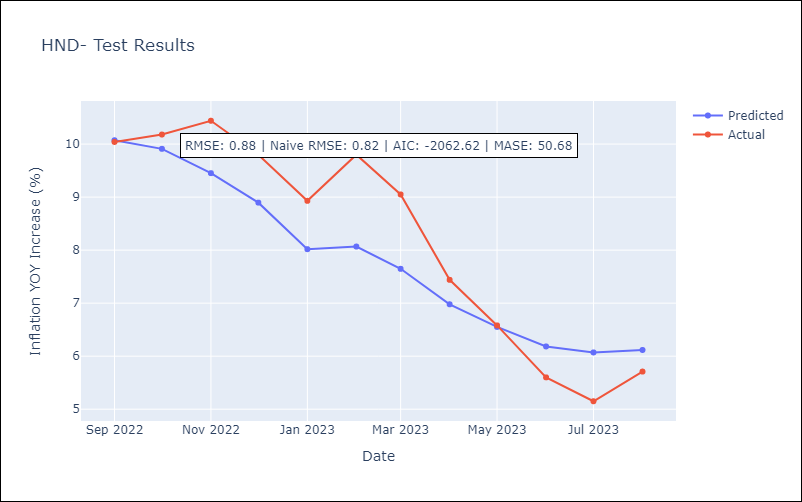 HND- Test Results
Predicted
Actual
RMSE: 0.88 | Naive RMSE: 0.82 | AIC: -2062.62 | MASE: 50.68
Inflation YOY Increase (%)
10
9
8
7
6
5
Sep 2022
Nov 2022
Jan 2023
Mar 2023
May 2023
Jul 2023
Date